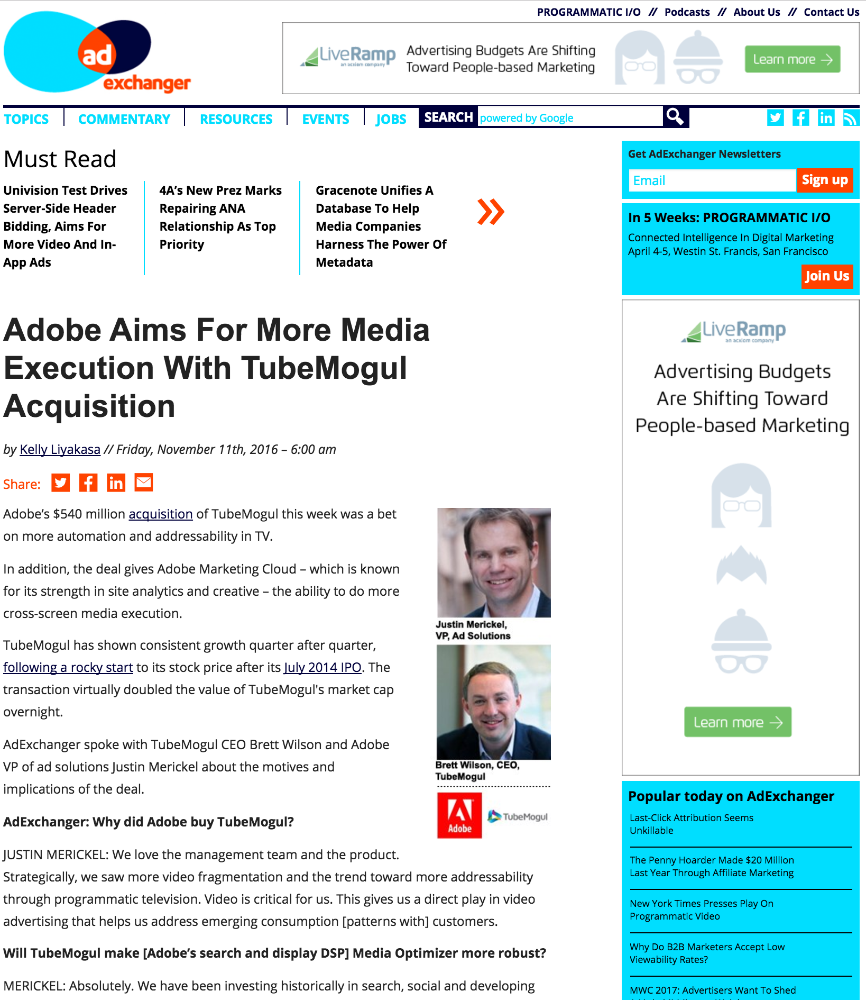 PROGRAMMATIC I/O // Podcasts // About Us // Contact Us
ad
exchanger
LiveRamp
an acxiom company
Advertising Budgets Are Shifting
Toward People-based Marketing
Learn more →
TOPICS
COMMENTARY
RESOURCES
EVENTS
JOBS
SEARCH
powered by Google
Must Read
Univision Test Drives
Server-Side Header
Bidding, Aims For
More Video And In-
App Ads
4A’s New Prez Marks
Repairing ANA
Relationship As Top
Priority
Gracenote Unifies A
Database To Help
Media Companies
Harness The Power Of
Metadata
Adobe Aims For More Media
Execution With TubeMogul
Acquisition
by Kelly Liyakasa // Friday, November 11th, 2016 – 6:00 am
Share:
Adobe’s $540 million acquisition of TubeMogul this week was a bet
on more automation and addressability in TV.
In addition, the deal gives Adobe Marketing Cloud – which is known
for its strength in site analytics and creative – the ability to do more
cross-screen media execution.
TubeMogul has shown consistent growth quarter after quarter,
following a rocky start to its stock price after its July 2014 IPO. The
transaction virtually doubled the value of TubeMogul's market cap
overnight.
AdExchanger spoke with TubeMogul CEO Brett Wilson and Adobe
VP of ad solutions Justin Merickel about the motives and
implications of the deal.
Justin Merickel,
VP, Ad Solutions
Brett Wilson, CEO,
TubeMogul
Adobe
TubeMogul
AdExchanger: Why did Adobe buy TubeMogul?
JUSTIN MERICKEL: We love the management team and the product.
Strategically, we saw more video fragmentation and the trend toward more addressability
through programmatic television. Video is critical for us. This gives us a direct play in video
advertising that helps us address emerging consumption [patterns with] customers.
Will TubeMogul make [Adobe’s search and display DSP] Media Optimizer more robust?
MERICKEL: Absolutely. We have been investing historically in search, social and developing
Get AdExchanger Newsletters
Email
Sign up
In 5 Weeks: PROGRAMMATIC I/O
Connected Intelligence In Digital Marketing
April 4-5, Westin St. Francis, San Francisco
Join Us
LiveRamp
an acxiom company
Advertising Budgets
Are Shifting Toward
People-based Marketing
Learn more →
Popular today on AdExchanger
Last-Click Attribution Seems
Unkillable
The Penny Hoarder Made $20 Million
Last Year Through Affiliate Marketing
New York Times Presses Play On
Programmatic Video
Why Do B2B Marketers Accept Low
Viewability Rates?
MWC 2017: Advertisers Want To Shed